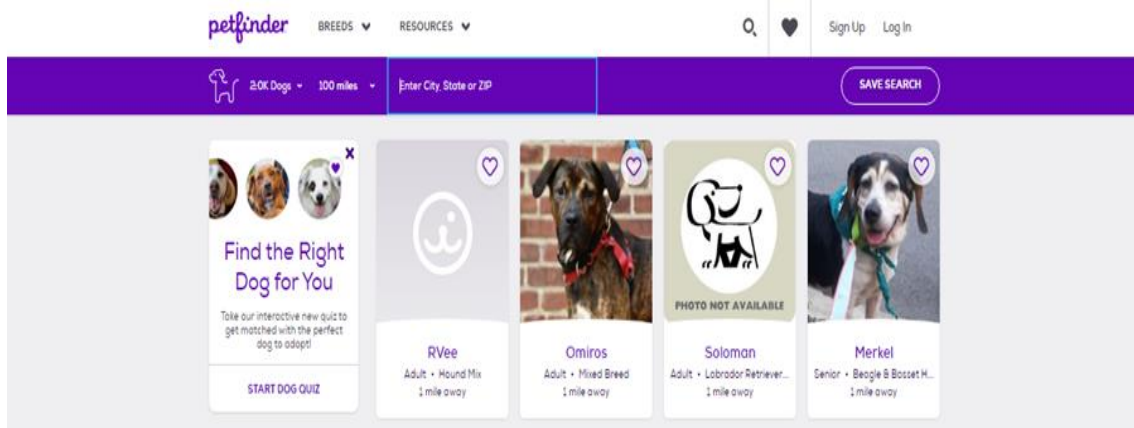 petfinder BREEDS RESOURCES Sign Up Log In
2.0K Dogs 100 miles Enter City, State or ZIP SAVE SEARCH
Find the Right
Dog for You
Take our interactive new quiz to
get matched with the perfect
dog to adopt!
START DOG QUIZ
RVee
Adult • Hound Mix
1 mile away
Omiros
Adult • Mixed Breed
1 mile away
PHOTO NOT AVAILABLE
Soloman
Adult • Labrador Retriever...
1 mile away
Merkel
Senior • Beagle & Basset H...
1 mile away